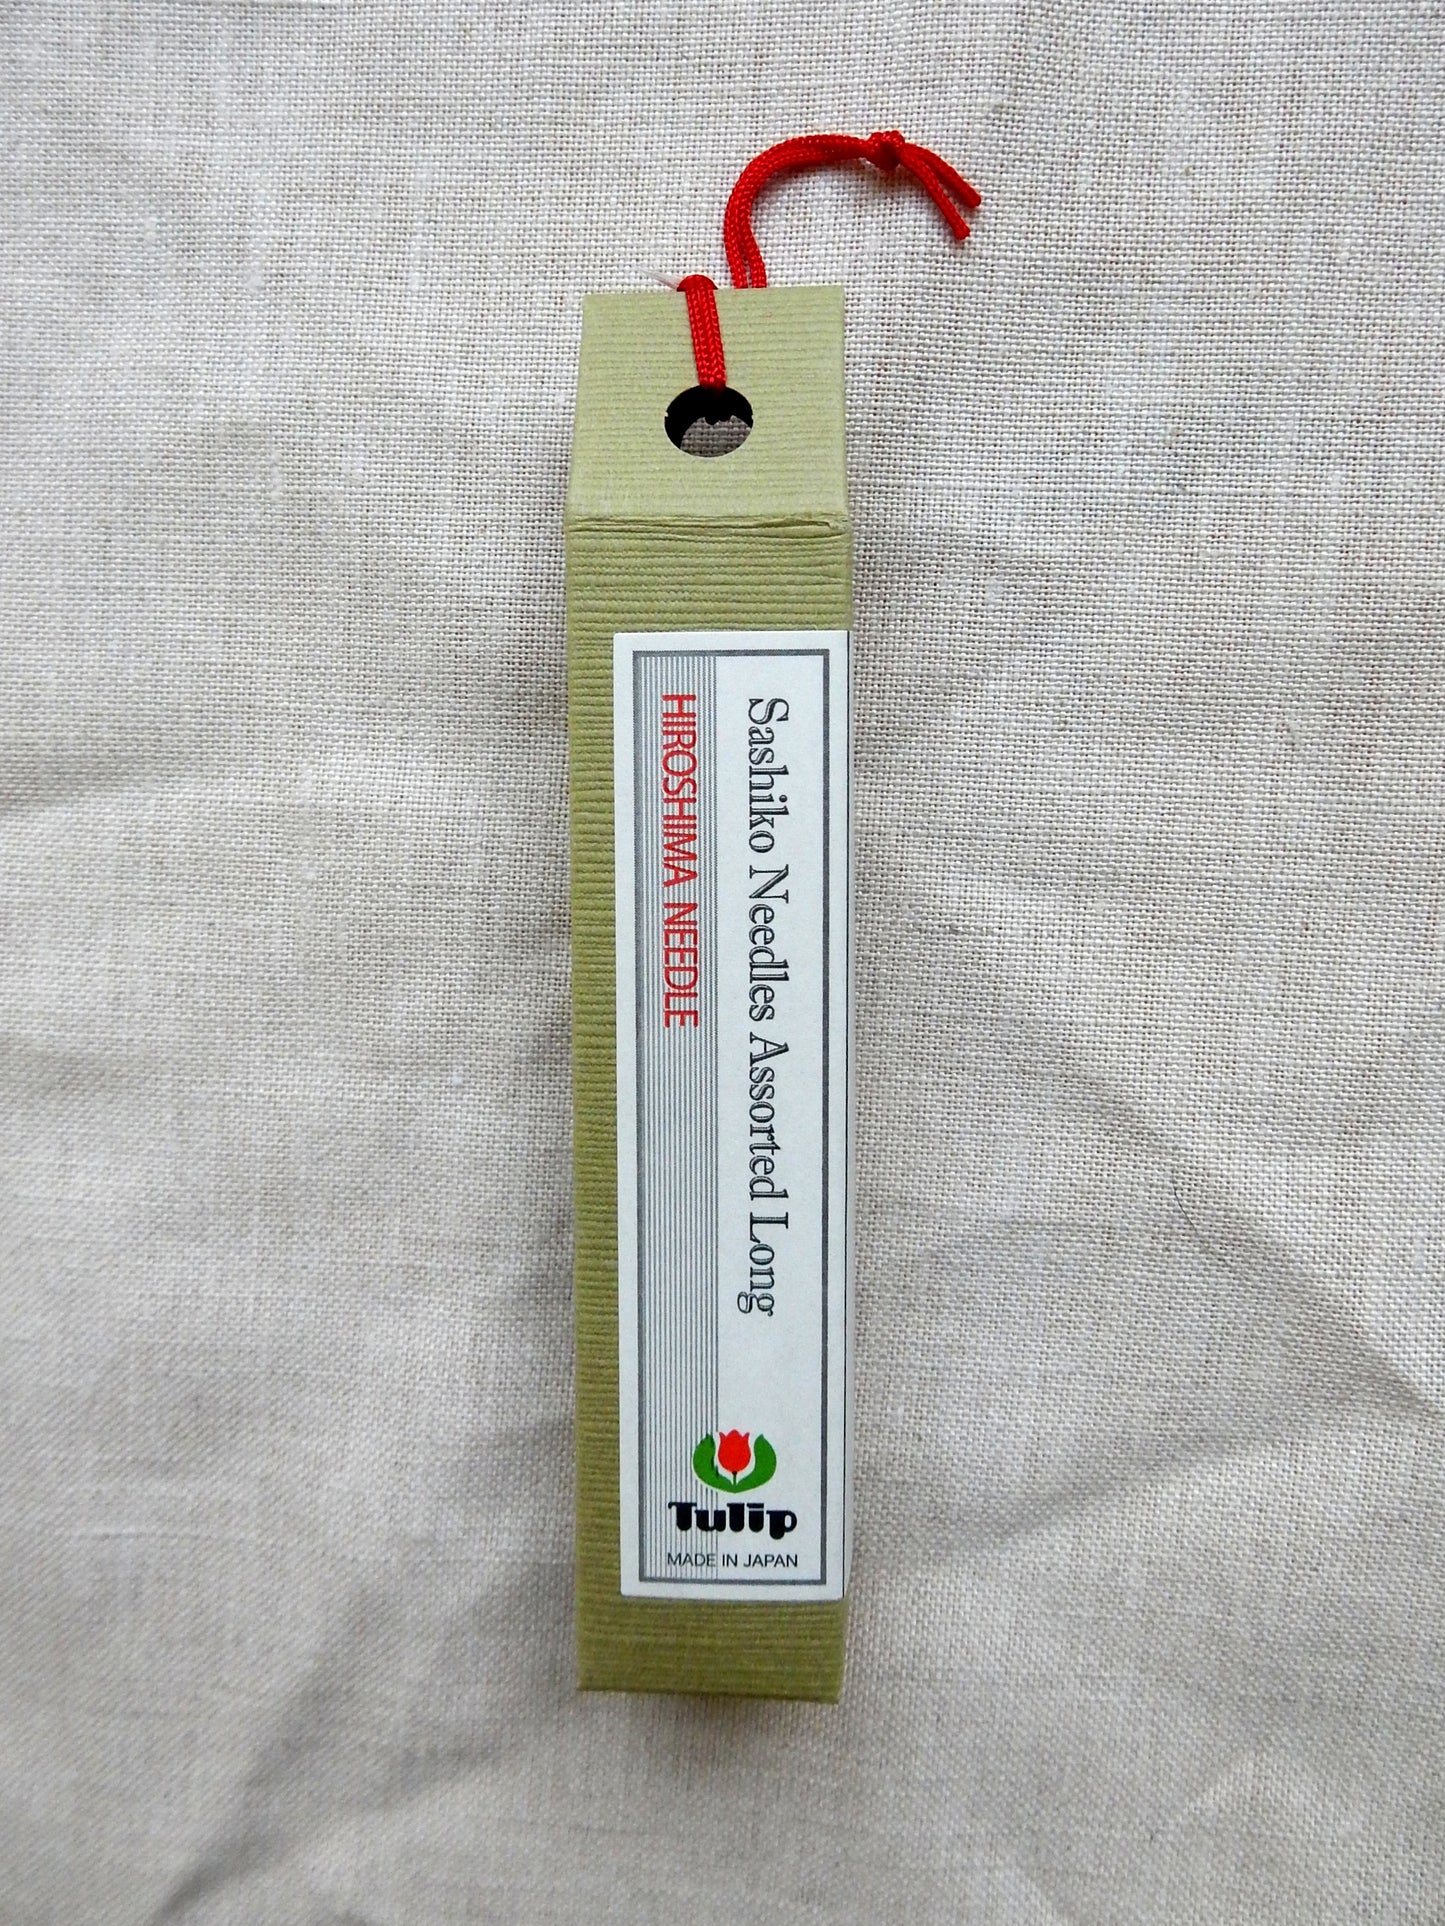 Sashiko Needles Assorted Long
HIROSHIMA NEEDLE
Tulip
MADE IN JAPAN